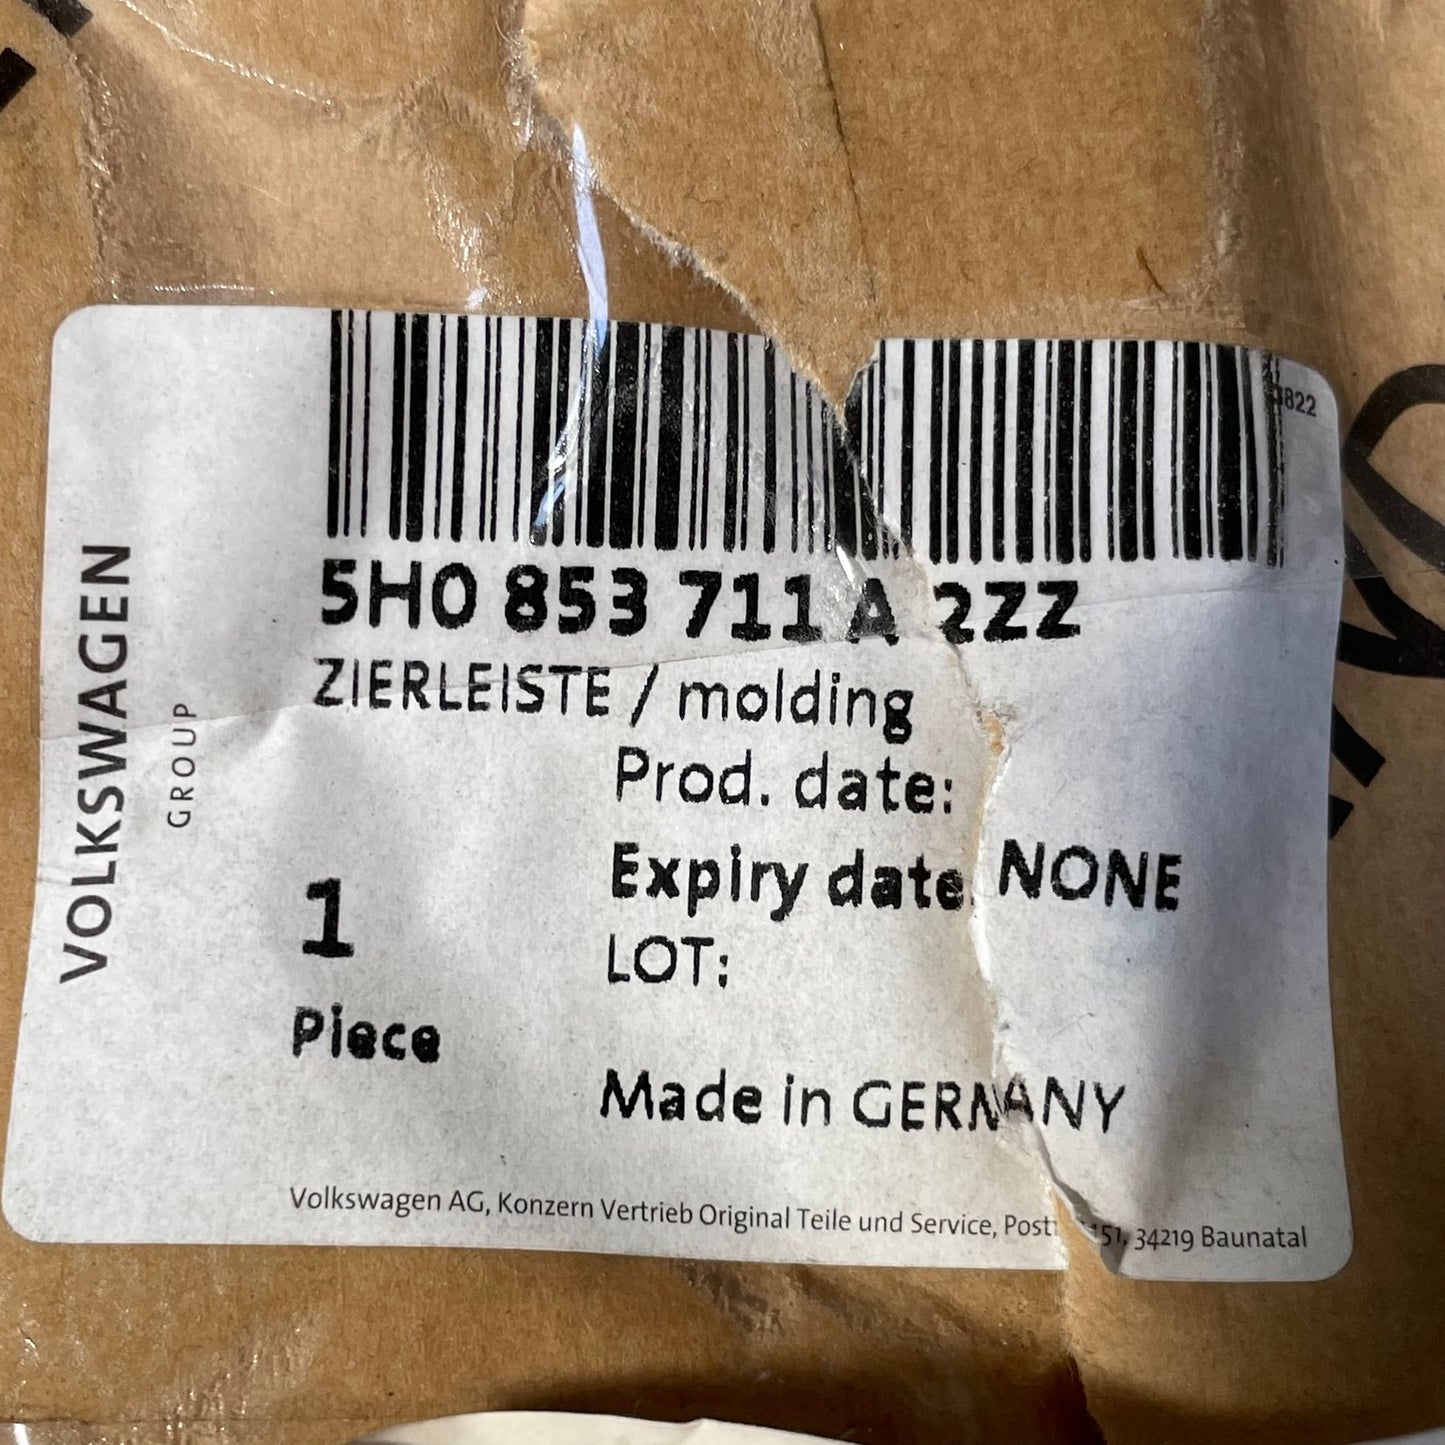 VOLKSWAGEN
GROUP
822
5H0 853 711 A 2ZZ
ZIERLEISTE / molding
Prod. date:
Expiry date: NONE
LOT:
1
Piece
Made in GERMANY
Volkswagen AG, Konzern Vertrieb Original Teile und Service, 34219 Baunatal